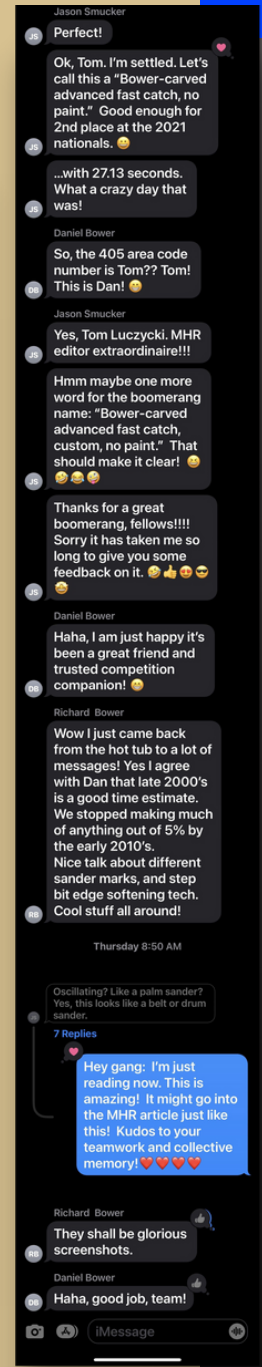 Jason Smucker
Perfect!
JS
Ok, Tom. I'm settled. Let's
call this a “Bower-carved
advanced fast catch, no
paint.” Good enough for
2nd place at the 2021
nationals. 😀
JS
...with 27.13 seconds.
What a crazy day that
was!
JS
Daniel Bower
So, the 405 area code
number is Tom?? Tom!
This is Dan! 😁
DB
Jason Smucker
Yes, Tom Luczycki. MHR
editor extraordinaire!!!
JS
Hmm maybe one more
word for the boomerang
name: “Bower-carved
advanced fast catch,
custom, no paint.” That
should make it clear! 😆
🤣😂🤪
JS
Thanks for a great
boomerang, fellows!!!!
Sorry it has taken me so
long to give you some
feedback on it. 🤣👍😍😎
🤩
JS
Daniel Bower
Haha, I am just happy it's
been a great friend and
trusted competition
companion! 😁
DB
Richard Bower
Wow I just came back
from the hot tub to a lot of
messages! Yes I agree
with Dan that late 2000's
is a good time estimate.
We stopped making much
of anything out of 5% by
the early 2010's.
Nice talk about different
sander marks, and step
bit edge softening tech.
Cool stuff all around!
RB
Thursday 8:50 AM
Oscillating? Like a palm sander?
Yes, this looks like a belt or drum
sander.
7 Replies
Hey gang: I'm just
reading now. This is
amazing! It might go into
the MHR article just like
this! Kudos to your
teamwork and collective
memory!❤️❤️❤️❤️
Richard Bower
They shall be glorious
screenshots.
RB
Daniel Bower
Haha, good job, team!
DB
iMessage